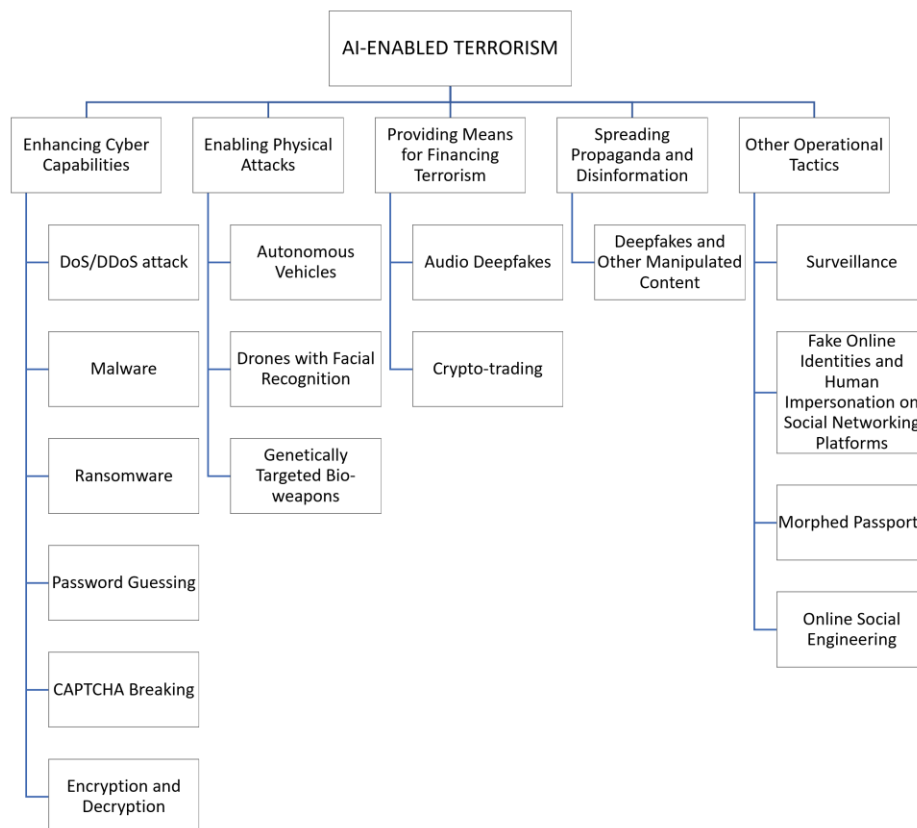 AI-ENABLED TERRORISM
Enhancing Cyber
Capabilities
DoS/DDoS attack
Malware
Ransomware
Password Guessing
CAPTCHA Breaking
Encryption and
Decryption
Enabling Physical
Attacks
Autonomous
Vehicles
Drones with Facial
Recognition
Genetically
Targeted Bio-
weapons
Providing Means
for Financing
Terrorism
Audio Deepfakes
Crypto-trading
Spreading
Propaganda and
Disinformation
Deepfakes and
Other Manipulated
Content
Other Operational
Tactics
Surveillance
Fake Online
Identities and
Human
Impersonation on
Social Networking
Platforms
Morphed Passport
Online Social
Engineering